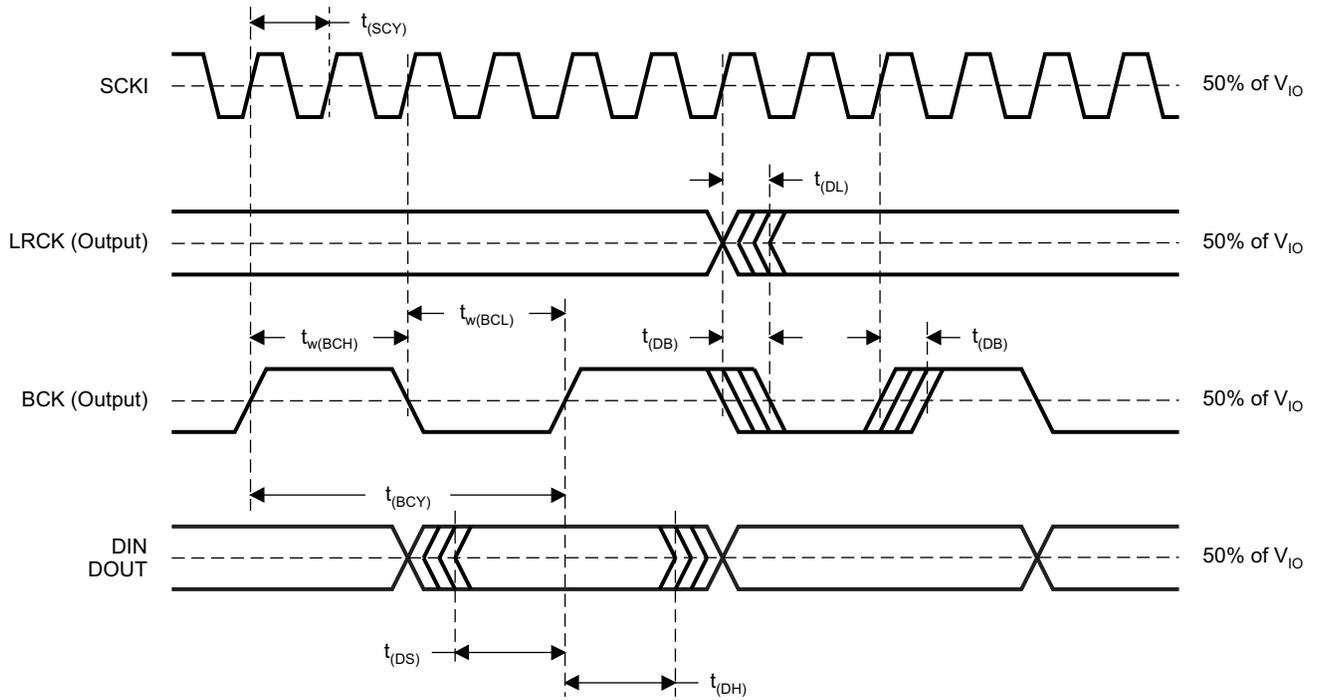 t(SCY)
SCKI
50% of VIO
t(DL)
LRCK (Output)
50% of VIO
tw(BCL)
tw(BCH)
t(DB)
t(DB)
BCK (Output)
50% of VIO
t(BCY)
DIN
DOUT
50% of VIO
t(DS)
t(DH)